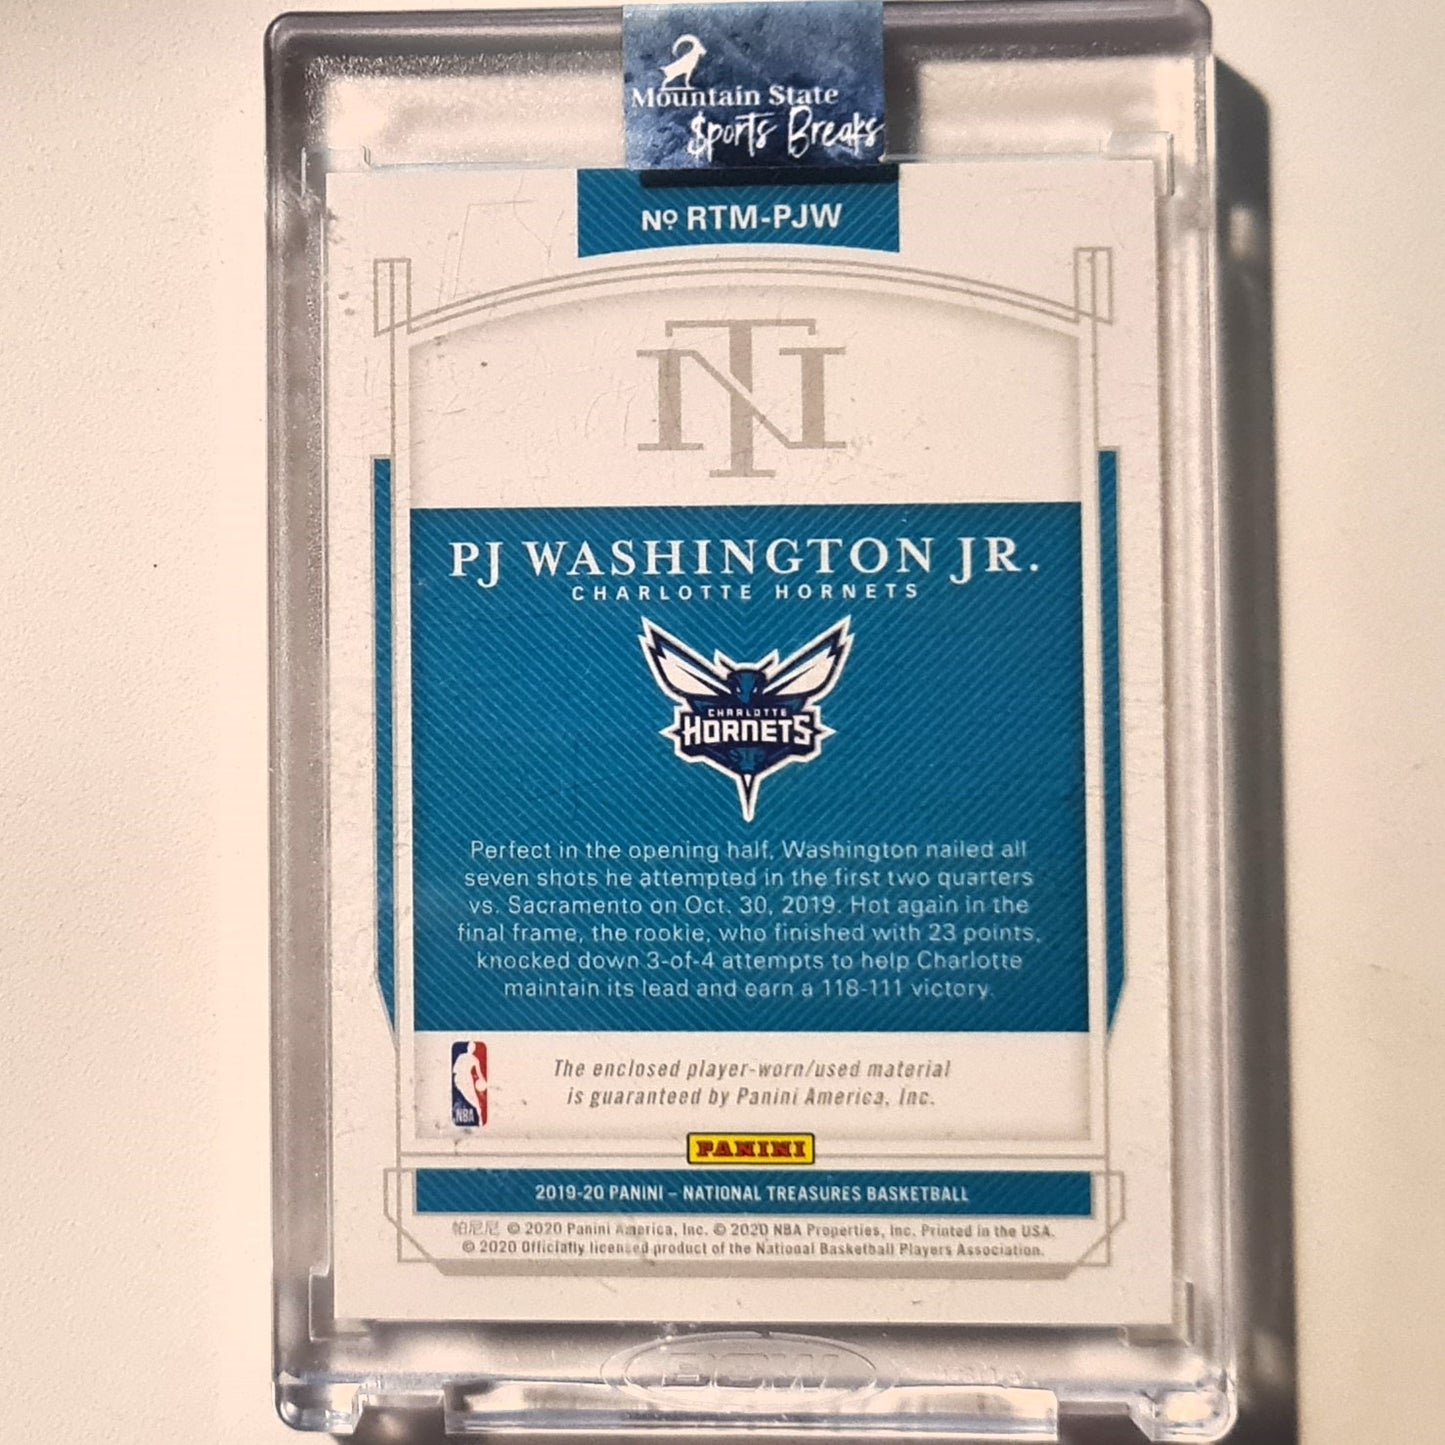 Mountain State
Sports Breaks
Nº RTM-PJW
NT
PJ WASHINGTON JR.
CHARLOTTE HORNETS
CHARLOTTE
HORNETS
Perfect in the opening half, Washington nailed all
seven shots he attempted in the first two quarters
vs. Sacramento on Oct. 30, 2019. Hot again in the
final frame, the rookie, who finished with 23 points,
knocked down 3-of-4 attempts to help Charlotte
maintain its lead and earn a 118-111 victory.
The enclosed player-worn/used material
is guaranteed by Panini America, Inc.
NBA
PANINI
2019-20 PANINI – NATIONAL TREASURES BASKETBALL
帕尼尼 © 2020 Panini America, Inc. © 2020 NBA Properties, Inc. Printed in the USA.
© 2020 Officially licensed product of the National Basketball Players Association.
BCW